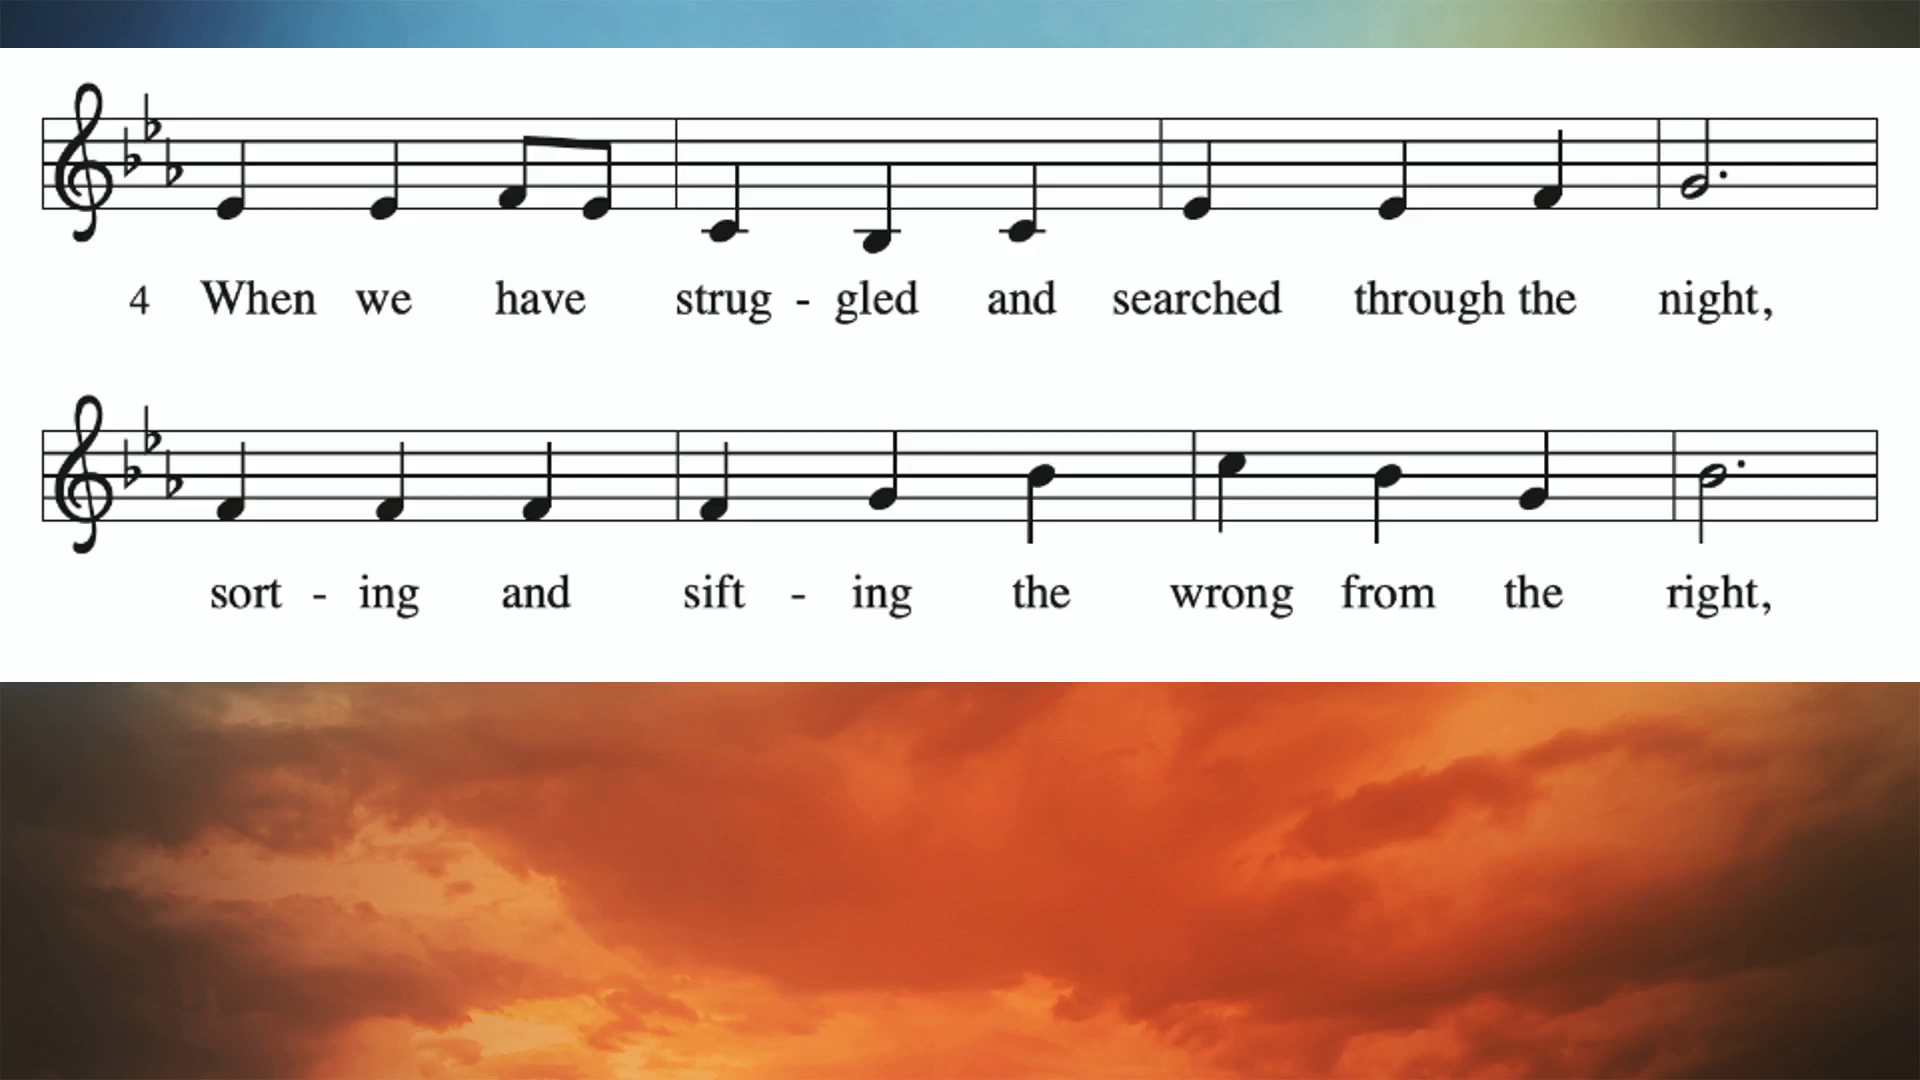 4 When we have strug - gled and searched through the night,
sort - ing and sift - ing the wrong from the right,